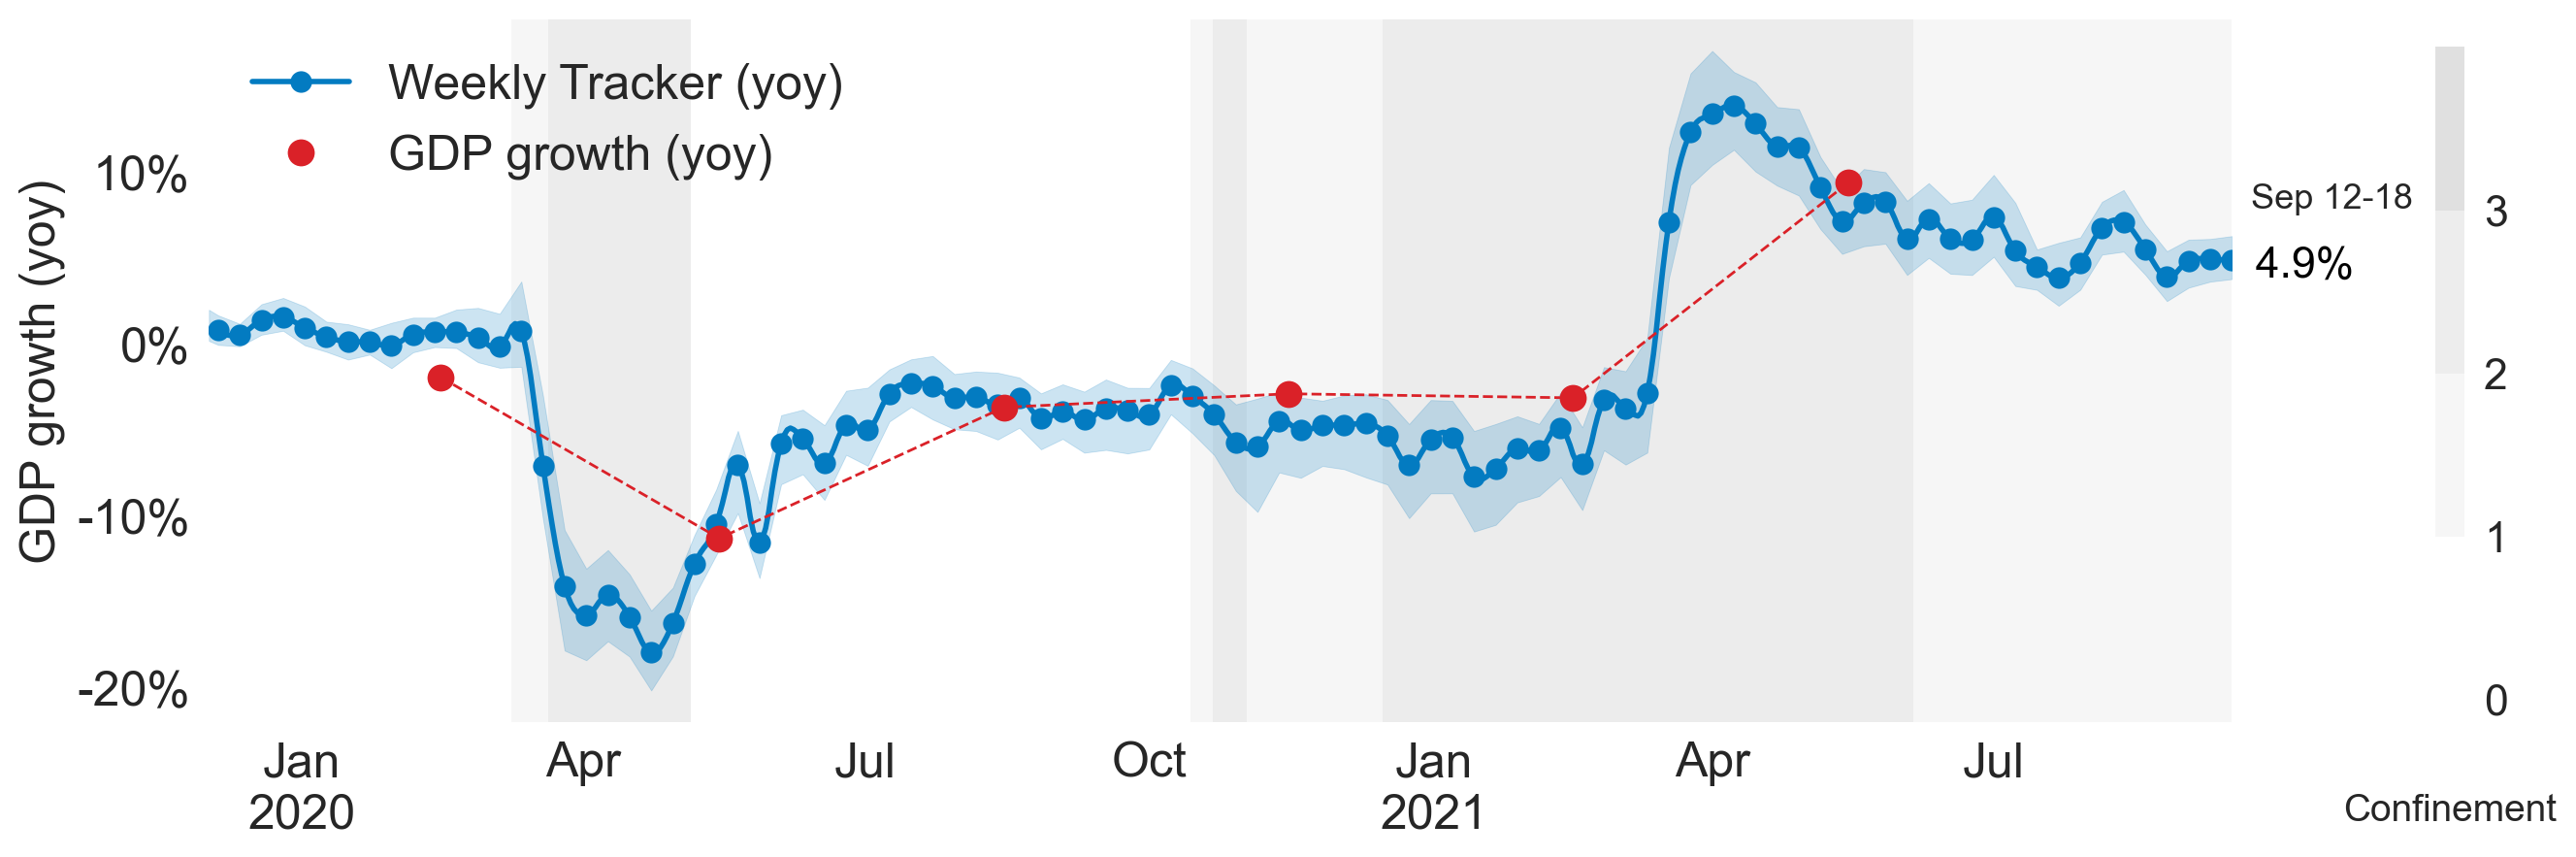 Weekly Tracker (yoy)
GDP growth (yoy)
GDP growth (yoy)
10%
0%
-10%
-20%
Jan
2020
Apr
Jul
Oct
Jan
2021
Apr
Jul
Sep 12-18
4.9%
3
2
1
0
Confinement